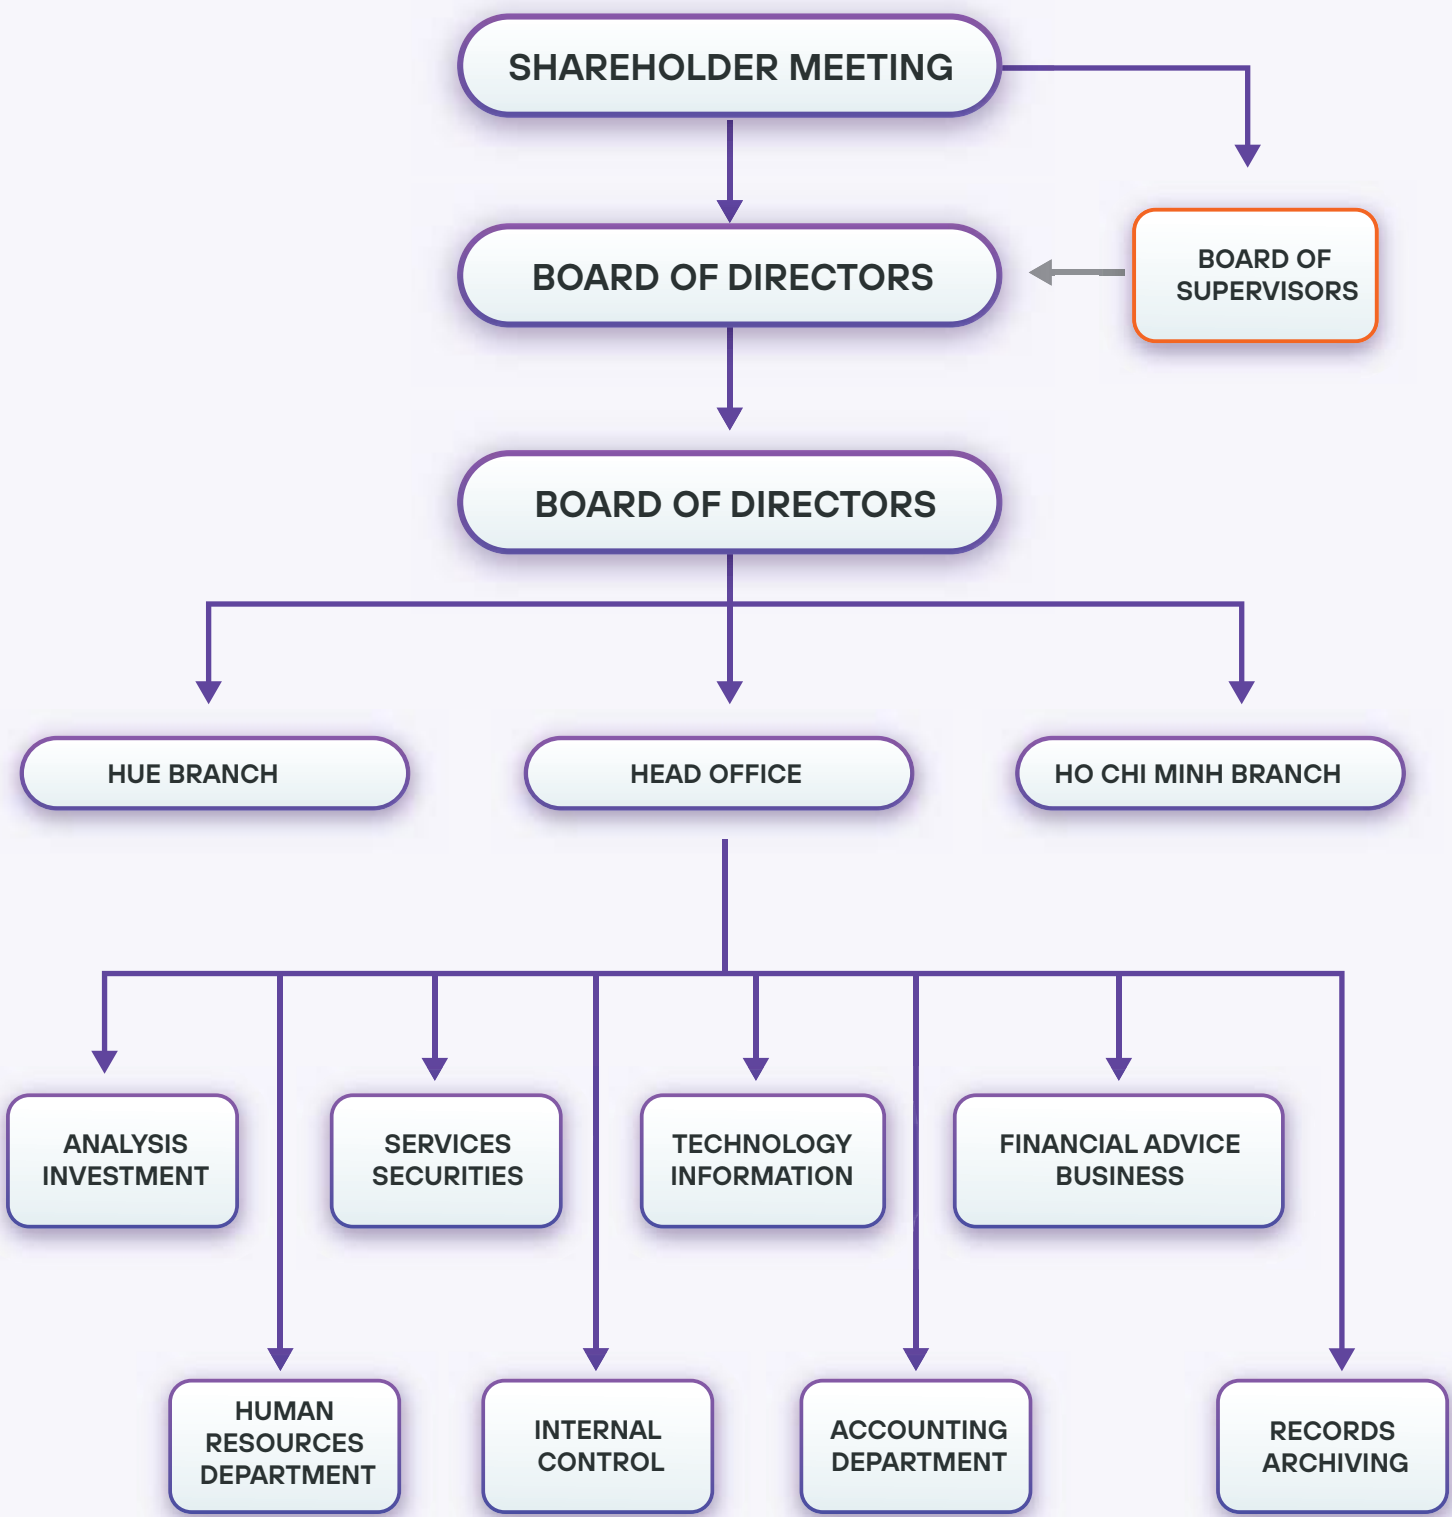 SHAREHOLDER MEETING
BOARD OF DIRECTORS
BOARD OF
SUPERVISORS
BOARD OF DIRECTORS
HUE BRANCH
HEAD OFFICE
HO CHI MINH BRANCH
ANALYSIS
INVESTMENT
SERVICES
SECURITIES
TECHNOLOGY
INFORMATION
FINANCIAL ADVICE
BUSINESS
HUMAN
RESOURCES
DEPARTMENT
INTERNAL
CONTROL
ACCOUNTING
DEPARTMENT
RECORDS
ARCHIVING